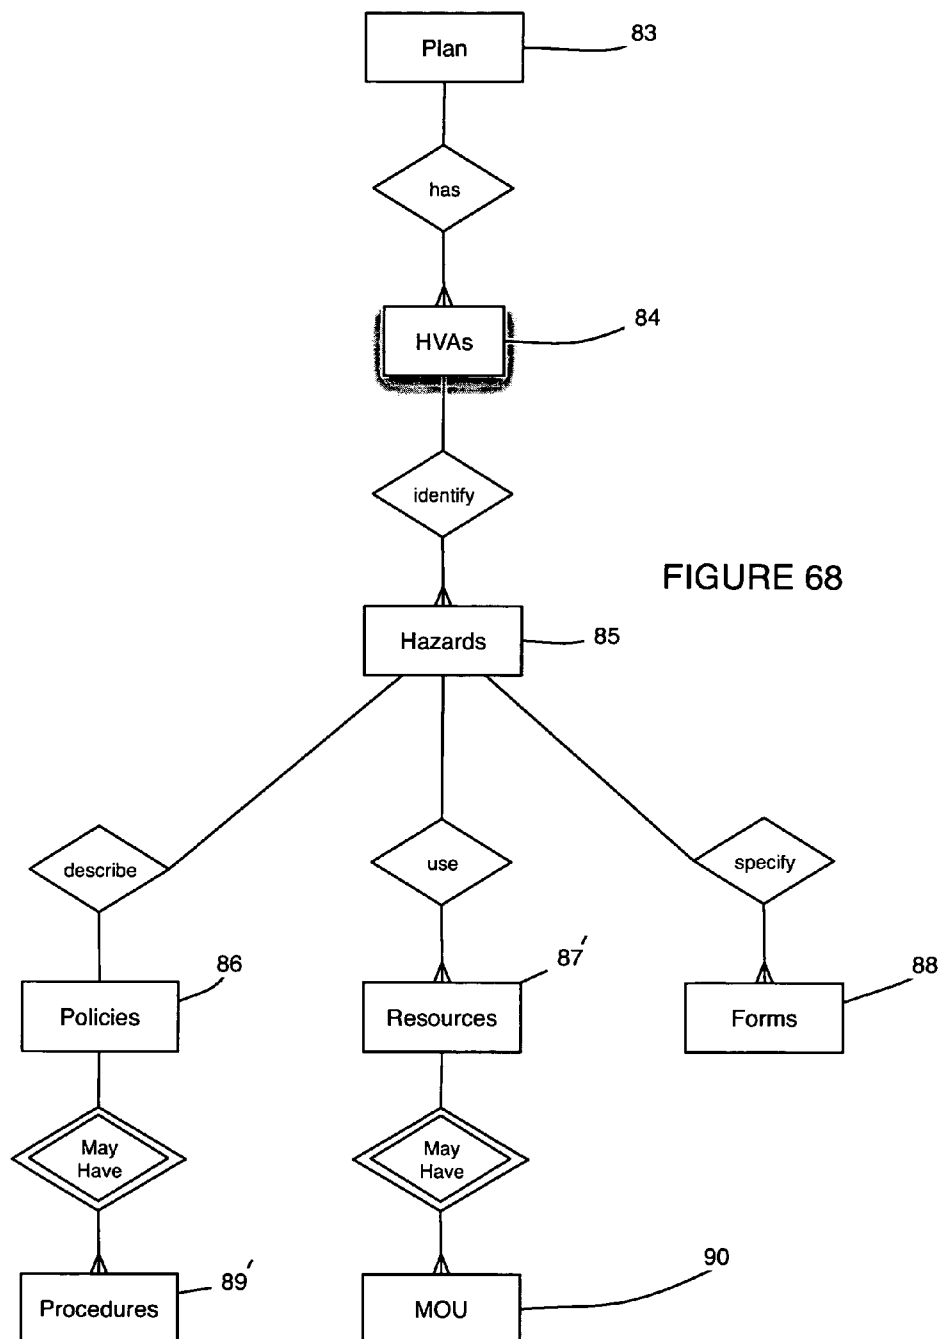 Plan
83
has
HVAs
84
identify
FIGURE 68
Hazards
85
describe
use
specify
Policies
86
Resources
87'
Forms
88
May
Have
May
Have
Procedures
89'
MOU
90